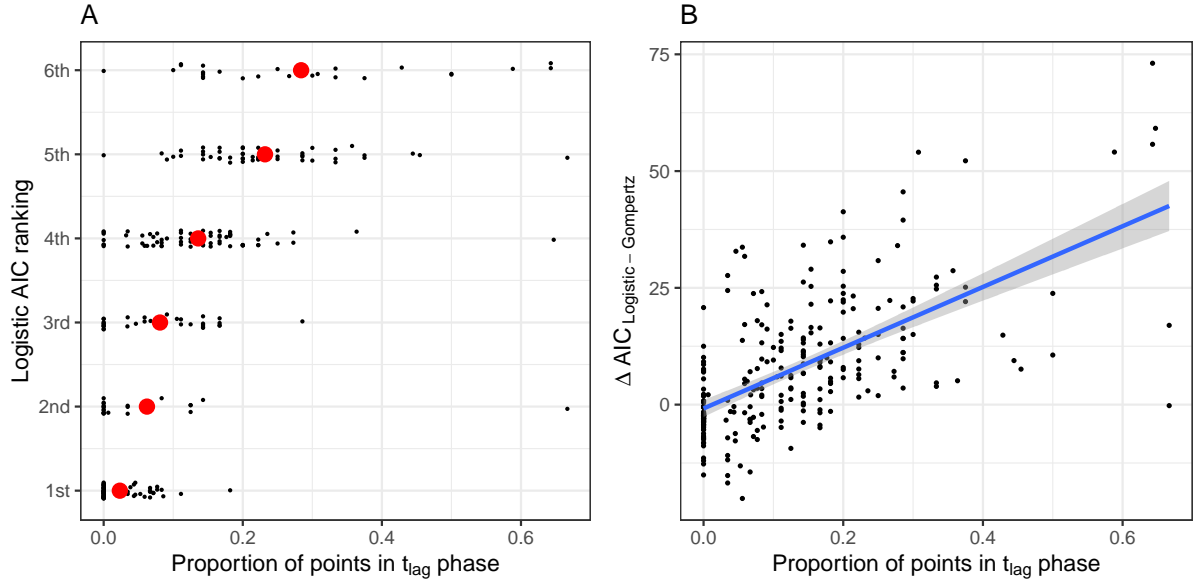 A
Logistic AIC ranking
6th
5th
4th
3rd
2nd
1st
0.0 0.2 0.4 0.6
Proportion of points in tlag phase
B
Δ AICLogistic − Gompertz
75
50
25
0
0.0 0.2 0.4 0.6
Proportion of points in tlag phase